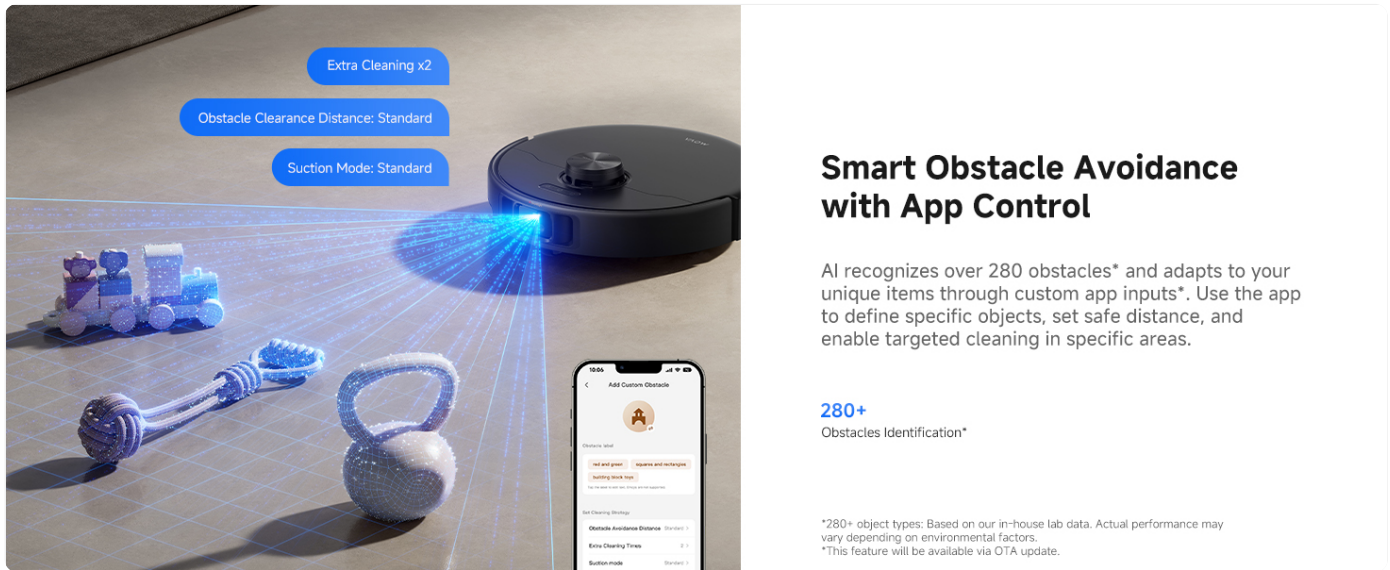 Extra Cleaning x2
Obstacle Clearance Distance: Standard
Suction Mode: Standard
10:06
Add Custom Obstacle
Obstacle label
red and green
squares and rectangles
building block toys
Set Cleaning Strategy
Obstacle Avoidance Distance Standard
Extra Cleaning Times 2
Suction mode Standard
Smart Obstacle Avoidance
with App Control
AI recognizes over 280 obstacles* and adapts to your
unique items through custom app inputs*. Use the app
to define specific objects, set safe distance, and
enable targeted cleaning in specific areas.
280+
Obstacles Identification*
*280+ object types: Based on our in-house lab data. Actual performance may
vary depending on environmental factors.
*This feature will be available via OTA update.